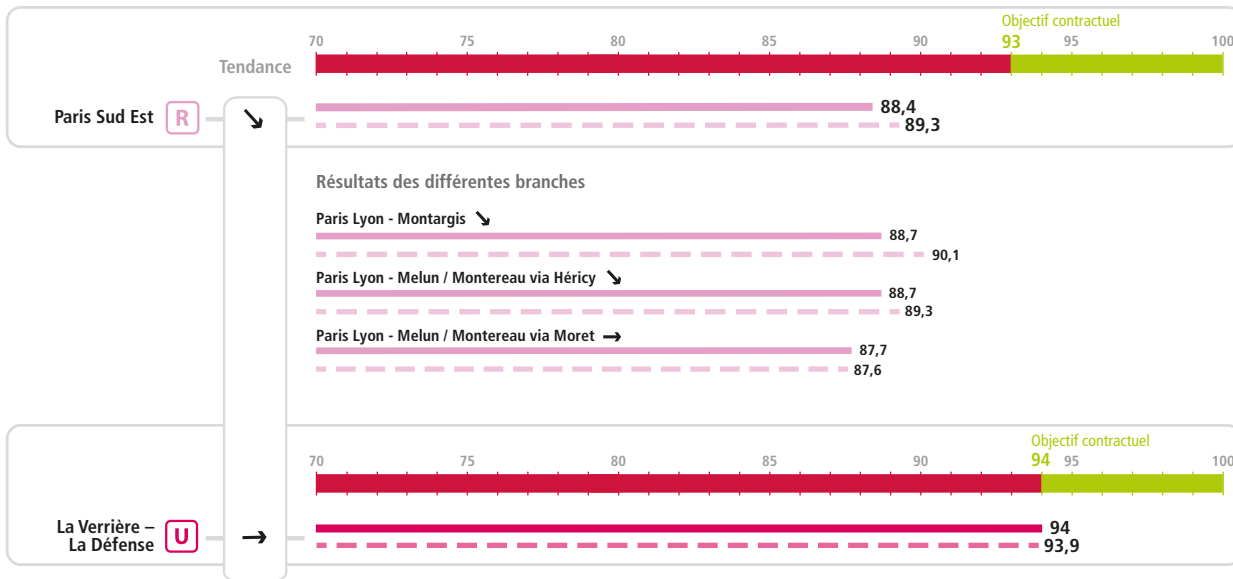 Objectif contractuel
70 75 80 85 90 93 95 100
Tendance
Paris Sud Est R ↘ 88,4
89,3
Résultats des différentes branches
Paris Lyon - Montargis ↘
88,7
90,1
Paris Lyon - Melun / Montereau via Héricy ↘
88,7
89,3
Paris Lyon - Melun / Montereau via Moret →
87,7
87,6
Objectif contractuel
70 75 80 85 90 94 95 100
La Verrière –
La Défense U → 94
93,9